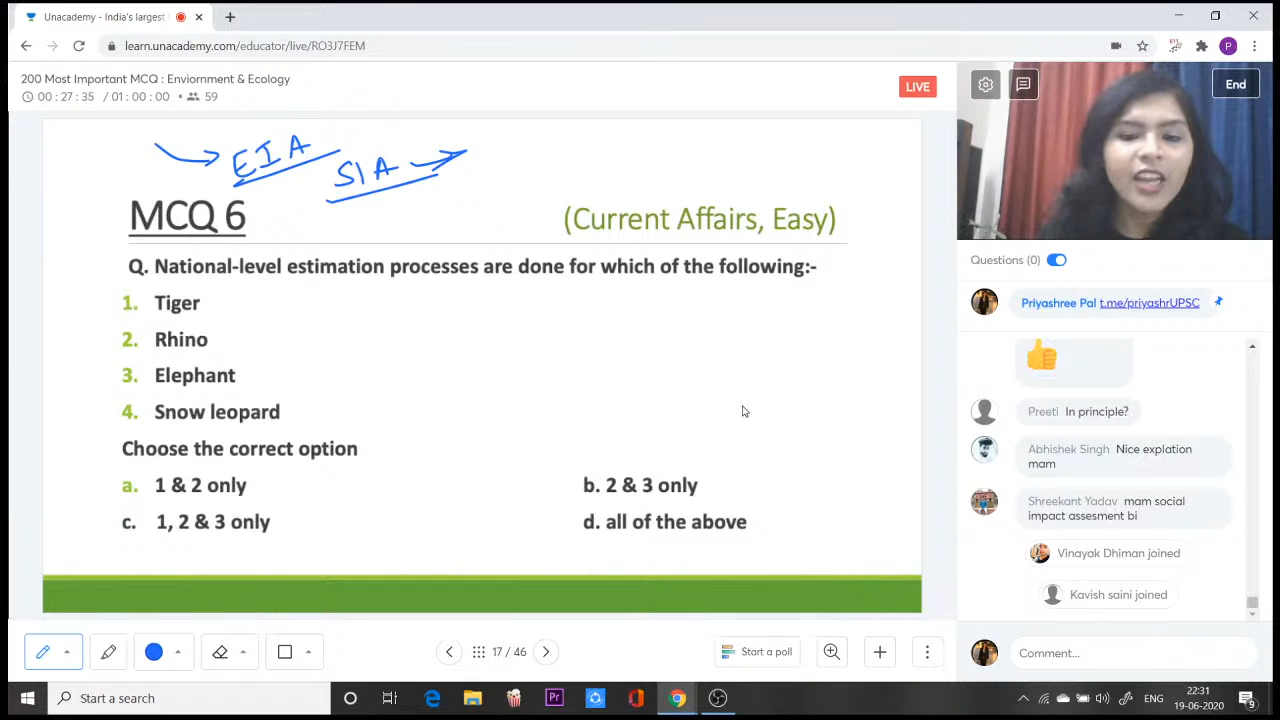 Unacademy - India's largest
learn.unacademy.com/educator/live/RO3J7FEM
200 Most Important MCQ : Enviornment & Ecology
00 : 27 : 35 / 01 : 00 : 00 • 59
LIVE
End
EIA
SIA
MCQ 6
(Current Affairs, Easy)
Q. National-level estimation processes are done for which of the following:-
1. Tiger
2. Rhino
3. Elephant
4. Snow leopard
Choose the correct option
a. 1 & 2 only
b. 2 & 3 only
c. 1, 2 & 3 only
d. all of the above
Questions (0)
Priyashree Pal t.me/priyashrUPSC
Preeti In principle?
Abhishek Singh Nice explation
mam
Shreekant Yadav mam social
impact assesment bi
Vinayak Dhiman joined
Kavish saini joined
17 / 46
Start a poll
Comment...
Start a search
Pr
ENG
22:31
19-06-2020
9
P